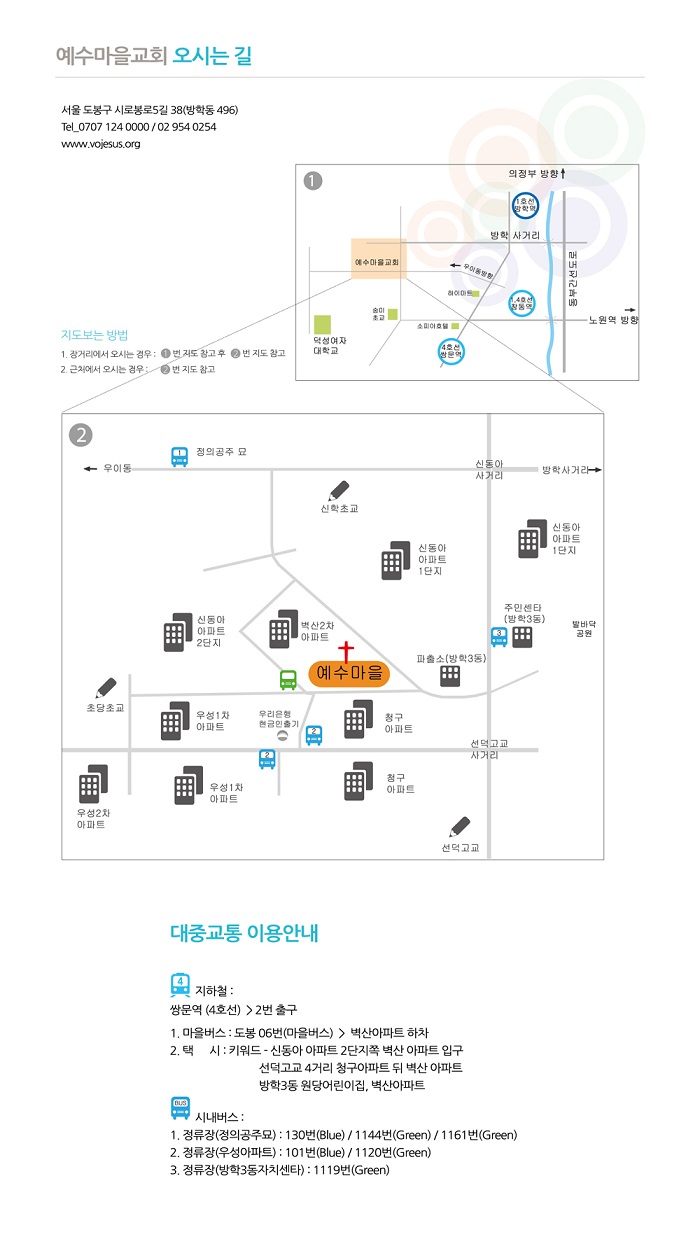 예수마을교회 오시는 길
서울 도봉구 시로봉로5길 38(방학동 496)
Tel_0707 124 0000 / 02 954 0254
www.vojesus.org
1
의정부 방향
1호선
방학역
방학 사거리
예수마을교회
우이동방향
동부간선도로
하이마트
1,4호선
창동역
숭미
초교
소피아호텔
노원역 방향
덕성여자
대학교
4호선
쌍문역
지도보는 방법
1. 장거리에서 오시는 경우 : 1 번 지도 참고 후 2 번 지도 참고
2. 근처에서 오시는 경우 : 2 번 지도 참고
2
1
정의공주 묘
우이동
신동아
사거리
방학사거리
신학초교
신동아
아파트
1단지
신동아
아파트
1단지
신동아
아파트
2단지
벽산2차
아파트
주민센타
(방학3동)
3
발바닥
공원
예수마을
파출소(방학3동)
초당초교
우성1차
아파트
우리은행
현금인출기
2
청구
아파트
2
선덕고교
사거리
우성2차
아파트
우성1차
아파트
청구
아파트
선덕고교
대중교통 이용안내
4 지하철 :
쌍문역 (4호선) > 2번 출구
1. 마을버스 : 도봉 06번(마을버스) > 벽산아파트 하차
2. 택 시 : 키워드 - 신동아 아파트 2단지쪽 벽산 아파트 입구
선덕고교 4거리 청구아파트 뒤 벽산 아파트
방학3동 원당어린이집, 벽산아파트
BUS 시내버스 :
1. 정류장(정의공주묘) : 130번(Blue) / 1144번(Green) / 1161번(Green)
2. 정류장(우성아파트) : 101번(Blue) / 1120번(Green)
3. 정류장(방학3동자치센타) : 1119번(Green)